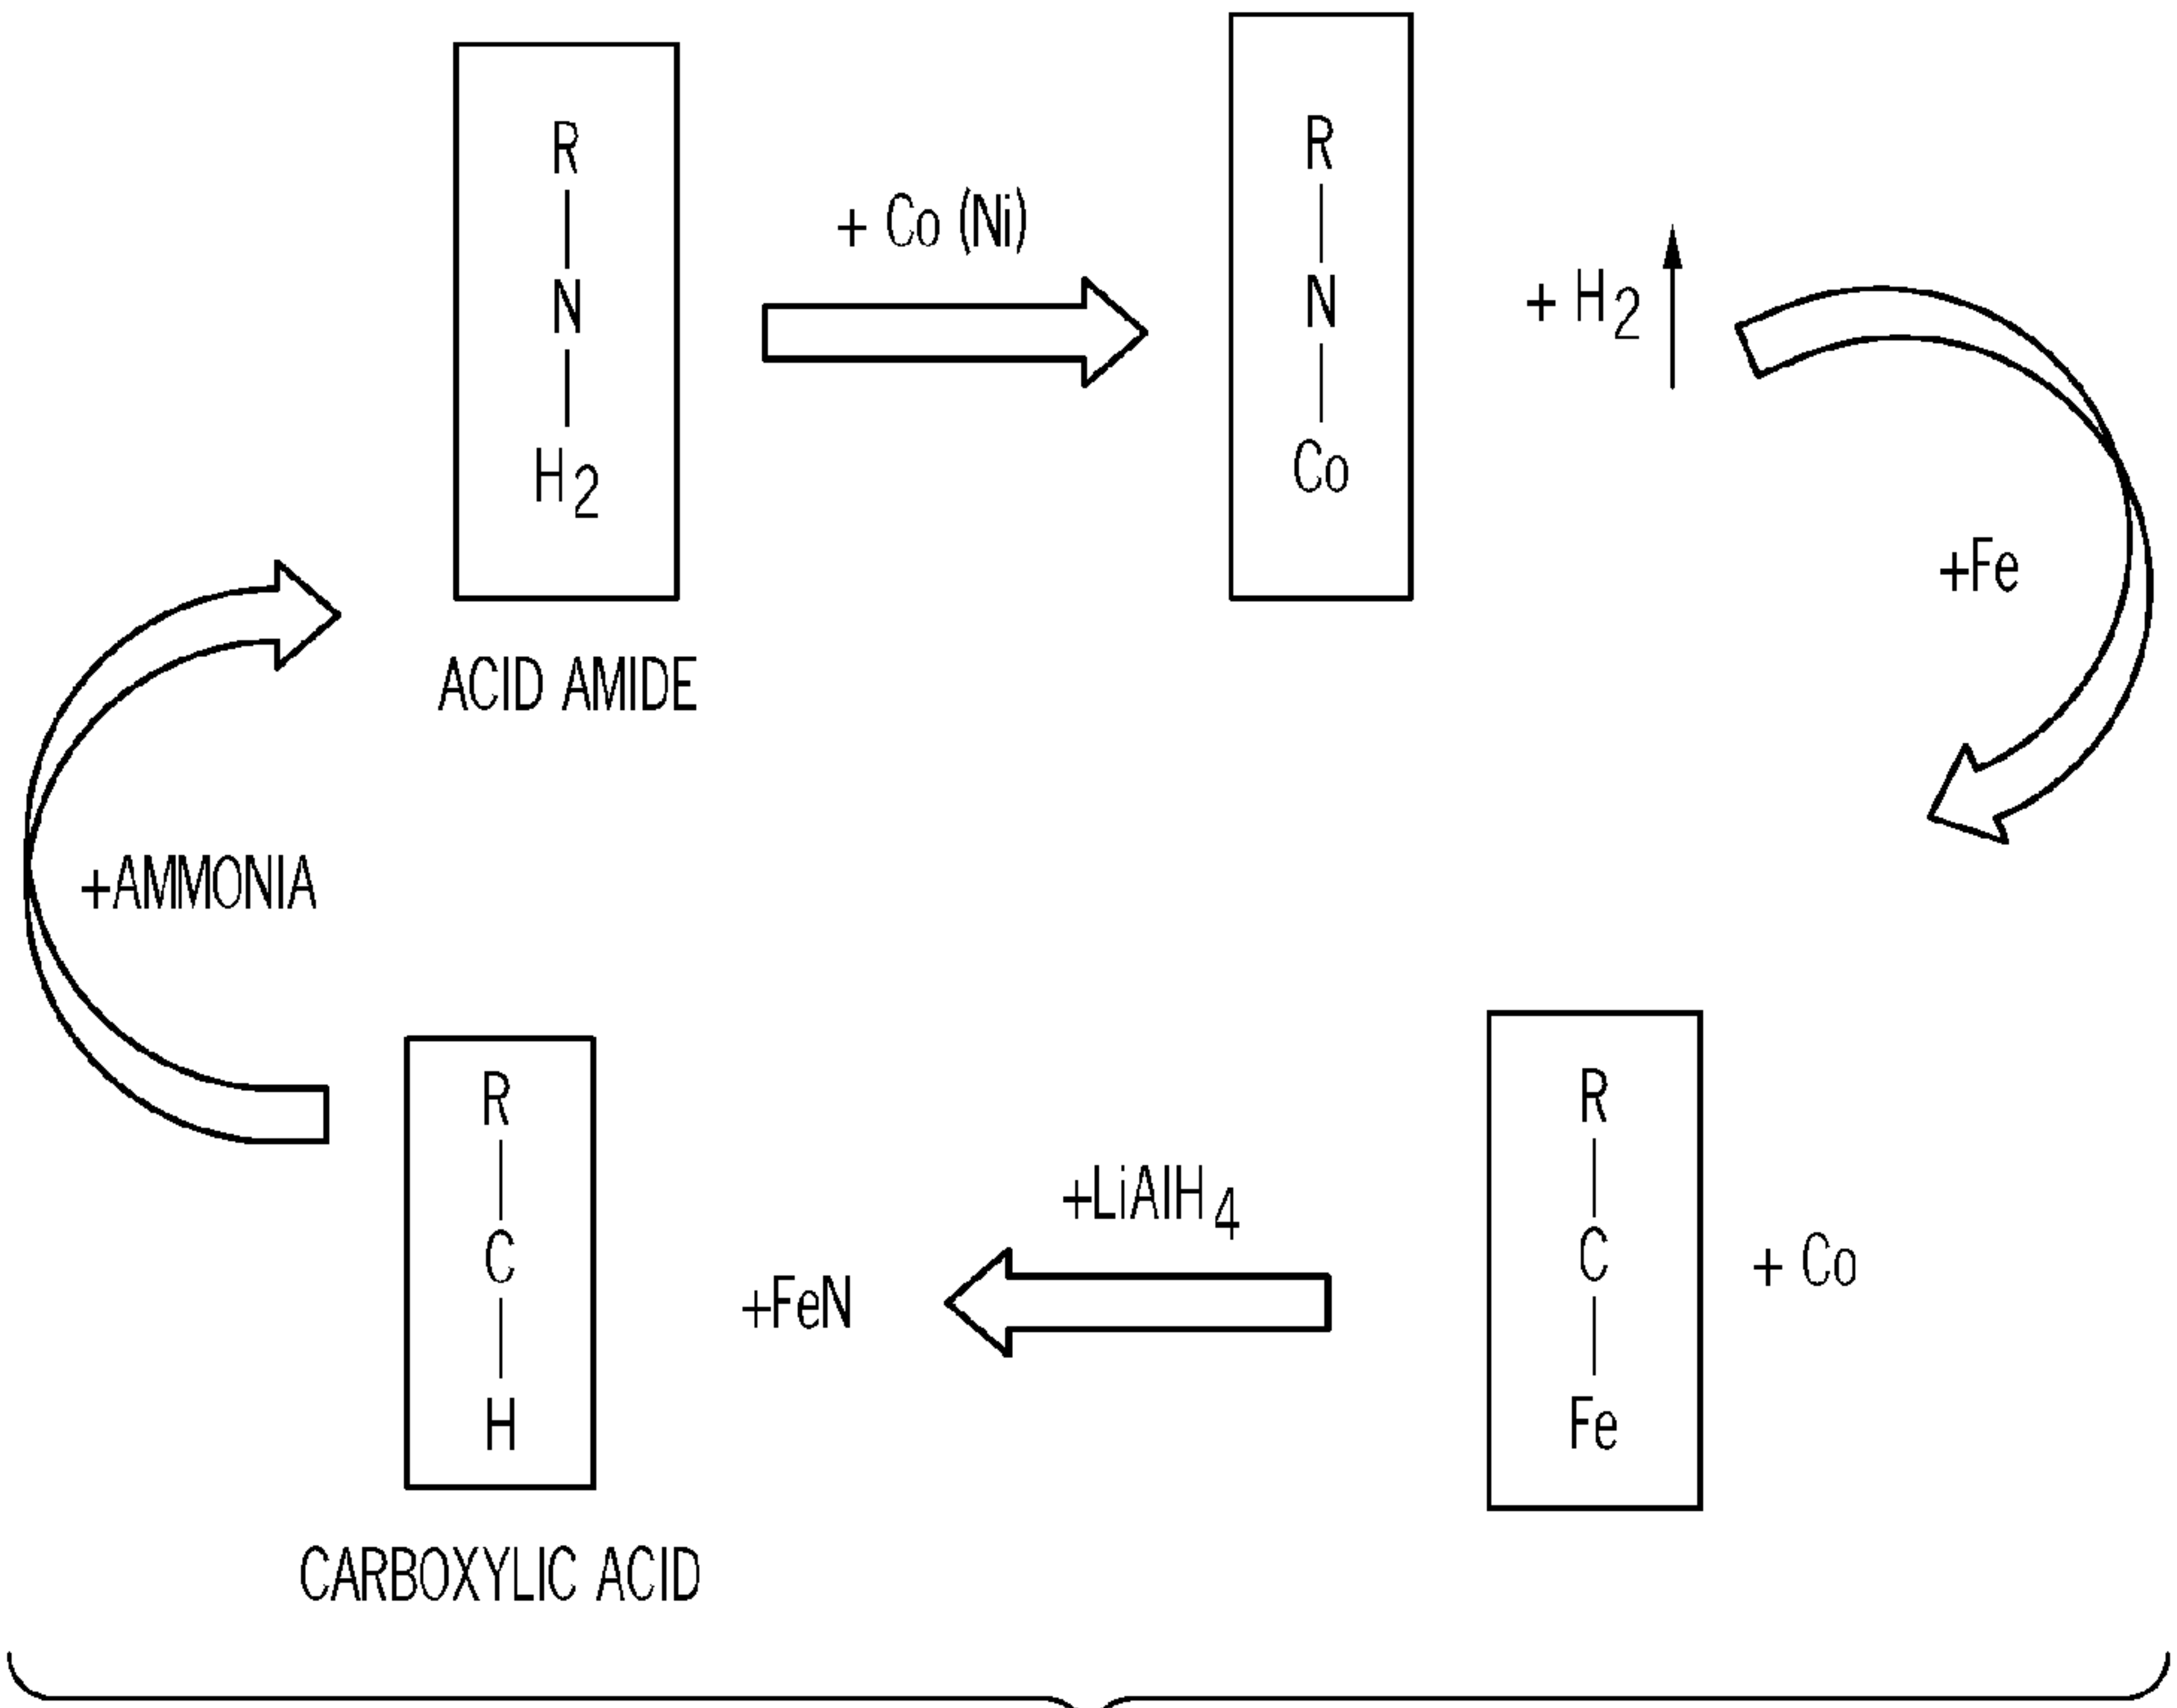 R
N
H2
ACID AMIDE
+ Co (Ni)
R
N
Co
+ H2
+Fe
+AMMONIA
R
C
H
CARBOXYLIC ACID
+FeN
+LiAlH4
R
C
Fe
+ Co